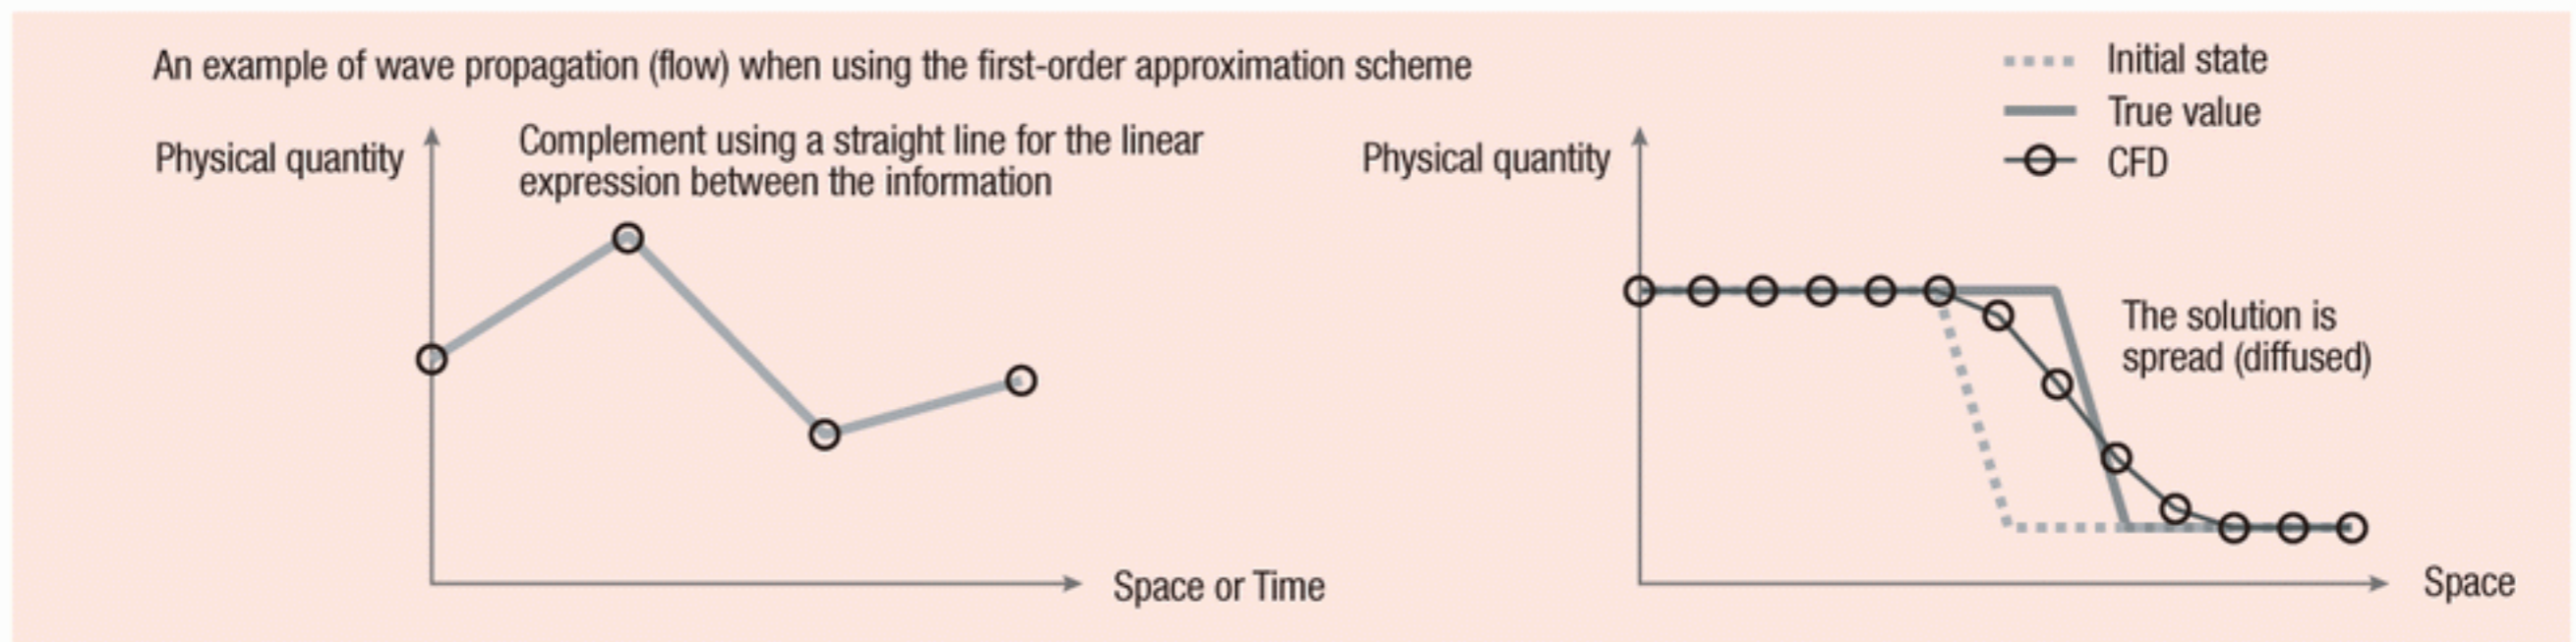 An example of wave propagation (flow) when using the first-order approximation scheme
Physical quantity
Complement using a straight line for the linear
expression between the information
Space or Time
Initial state
True value
CFD
Physical quantity
The solution is
spread (diffused)
Space